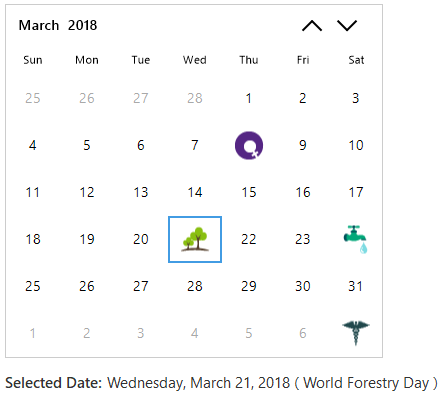 March 2018
Sun Mon Tue Wed Thu Fri Sat
25 26 27 28 1 2 3
4 5 6 7 9 10
11 12 13 14 15 16 17
18 19 20 22 23
25 26 27 28 29 30 31
1 2 3 4 5 6
Selected Date: Wednesday, March 21, 2018 ( World Forestry Day )